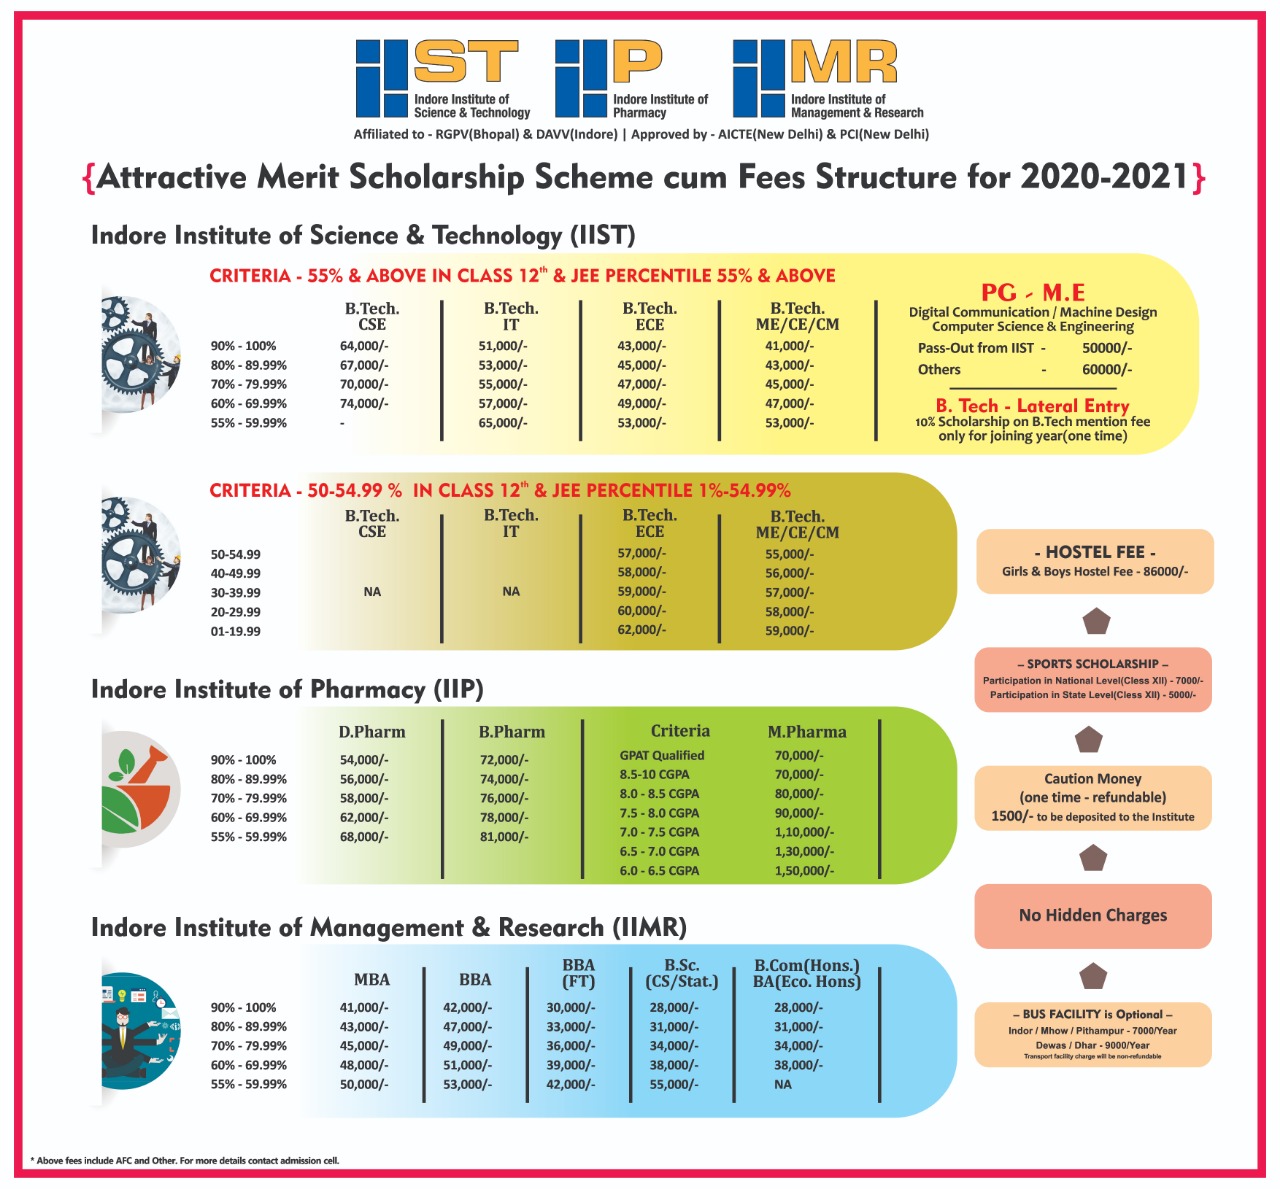 IIST IIP IIMR
Indore Institute of Science & Technology
Indore Institute of Pharmacy
Indore Institute of Management & Research
Affiliated to - RGPV(Bhopal) & DAVV(Indore) | Approved by - AICTE(New Delhi) & PCI(New Delhi)
{Attractive Merit Scholarship Scheme cum Fees Structure for 2020-2021}
Indore Institute of Science & Technology (IIST)
CRITERIA - 55% & ABOVE IN CLASS 12th & JEE PERCENTILE 55% & ABOVE
B.Tech. CSE B.Tech. IT B.Tech. ECE B.Tech. ME/CE/CM
90% - 100% 64,000/- 51,000/- 43,000/- 41,000/-
80% - 89.99% 67,000/- 53,000/- 45,000/- 43,000/-
70% - 79.99% 70,000/- 55,000/- 47,000/- 45,000/-
60% - 69.99% 74,000/- 57,000/- 49,000/- 47,000/-
55% - 59.99% - 65,000/- 53,000/- 53,000/-
PG - M.E
Digital Communication / Machine Design
Computer Science & Engineering
Pass-Out from IIST - 50000/-
Others - 60000/-
B. Tech - Lateral Entry
10% Scholarship on B.Tech mention fee
only for joining year(one time)
CRITERIA - 50-54.99 % IN CLASS 12th & JEE PERCENTILE 1%-54.99%
B.Tech. CSE B.Tech. IT B.Tech. ECE B.Tech. ME/CE/CM
50-54.99 57,000/- 55,000/-
40-49.99 58,000/- 56,000/-
30-39.99 NA NA 59,000/- 57,000/-
20-29.99 60,000/- 58,000/-
01-19.99 62,000/- 59,000/-
- HOSTEL FEE -
Girls & Boys Hostel Fee - 86000/-
– SPORTS SCHOLARSHIP –
Participation in National Level(Cless XII) - 7000/-
Participation in State Level(Cless XII) - 5000/-
Caution Money
(one time - refundable)
1500/- to be deposited to the Institute
No Hidden Charges
– BUS FACILITY is Optional –
Indor / Mhow / Pithampur - 7000/Year
Dewas / Dhar - 9000/Year
Transport facility charge will be non-refundable
Indore Institute of Pharmacy (IIP)
D.Pharm B.Pharm Criteria M.Pharma
90% - 100% 54,000/- 72,000/- GPAT Qualified 70,000/-
80% - 89.99% 56,000/- 74,000/- 8.5-10 CGPA 70,000/-
70% - 79.99% 58,000/- 76,000/- 8.0 - 8.5 CGPA 80,000/-
60% - 69.99% 62,000/- 78,000/- 7.5 - 8.0 CGPA 90,000/-
55% - 59.99% 68,000/- 81,000/- 7.0 - 7.5 CGPA 1,10,000/-
6.5 - 7.0 CGPA 1,30,000/-
6.0 - 6.5 CGPA 1,50,000/-
Indore Institute of Management & Research (IIMR)
MBA BBA BBA (FT) B.Sc. (CS/Stat.) B.Com(Hons.) BA(Eco. Hons)
90% - 100% 41,000/- 42,000/- 30,000/- 28,000/- 28,000/-
80% - 89.99% 43,000/- 47,000/- 33,000/- 31,000/- 31,000/-
70% - 79.99% 45,000/- 49,000/- 36,000/- 34,000/- 34,000/-
60% - 69.99% 48,000/- 51,000/- 39,000/- 38,000/- 38,000/-
55% - 59.99% 50,000/- 53,000/- 42,000/- 55,000/- NA
* Above fees include AFC and Other. For more details contact admission cell.